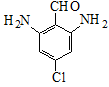 CHO
H₂N NH₂
Cl